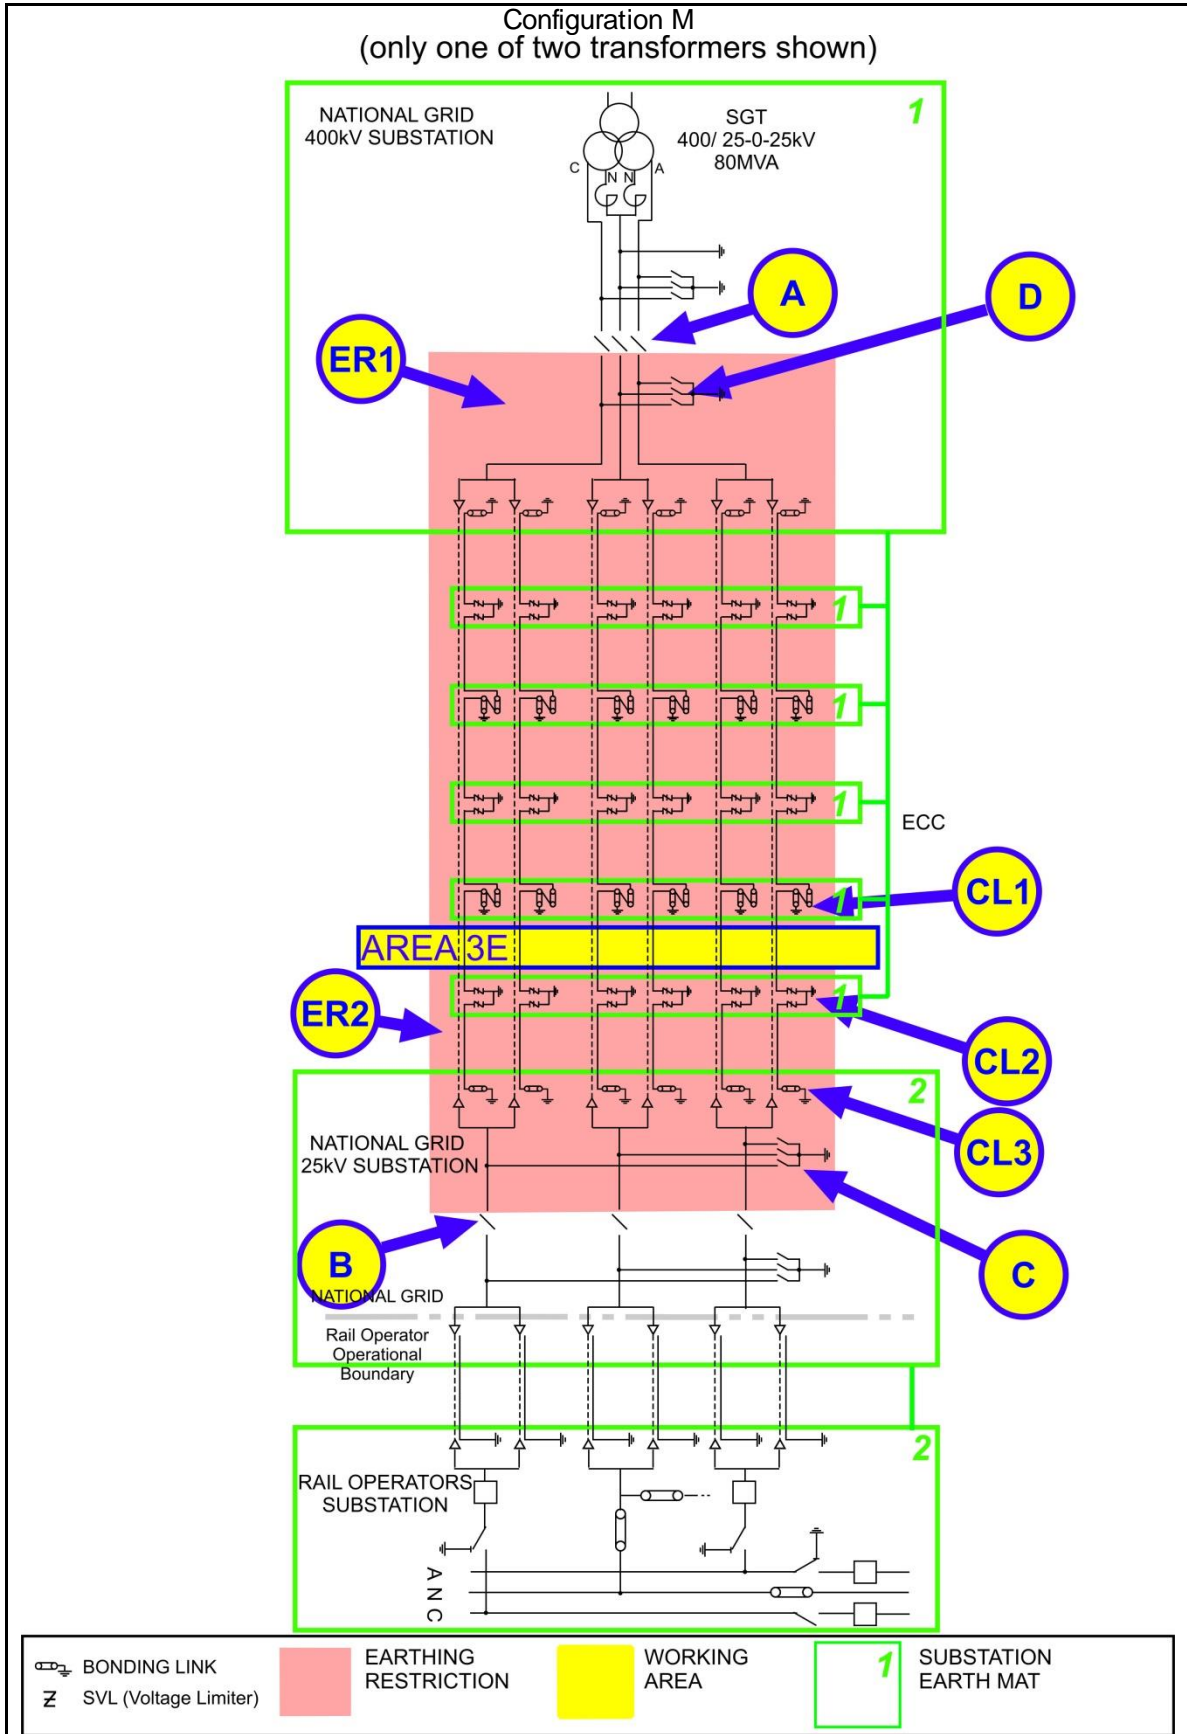 Configuration M
(only one of two transformers shown)
NATIONAL GRID
400kV SUBSTATION
SGT
400/ 25-0-25kV
80MVA
1
C
N N
A
A
D
ER1
1
1
1
ECC
1
CL1
AREA 3E
1
ER2
CL2
2
CL3
NATIONAL GRID
25kV SUBSTATION
B
C
NATIONAL GRID
Rail Operator
Operational
Boundary
2
RAIL OPERATORS
SUBSTATION
A
N
C
BONDING LINK
SVL (Voltage Limiter)
EARTHING
RESTRICTION
WORKING
AREA
1
SUBSTATION
EARTH MAT